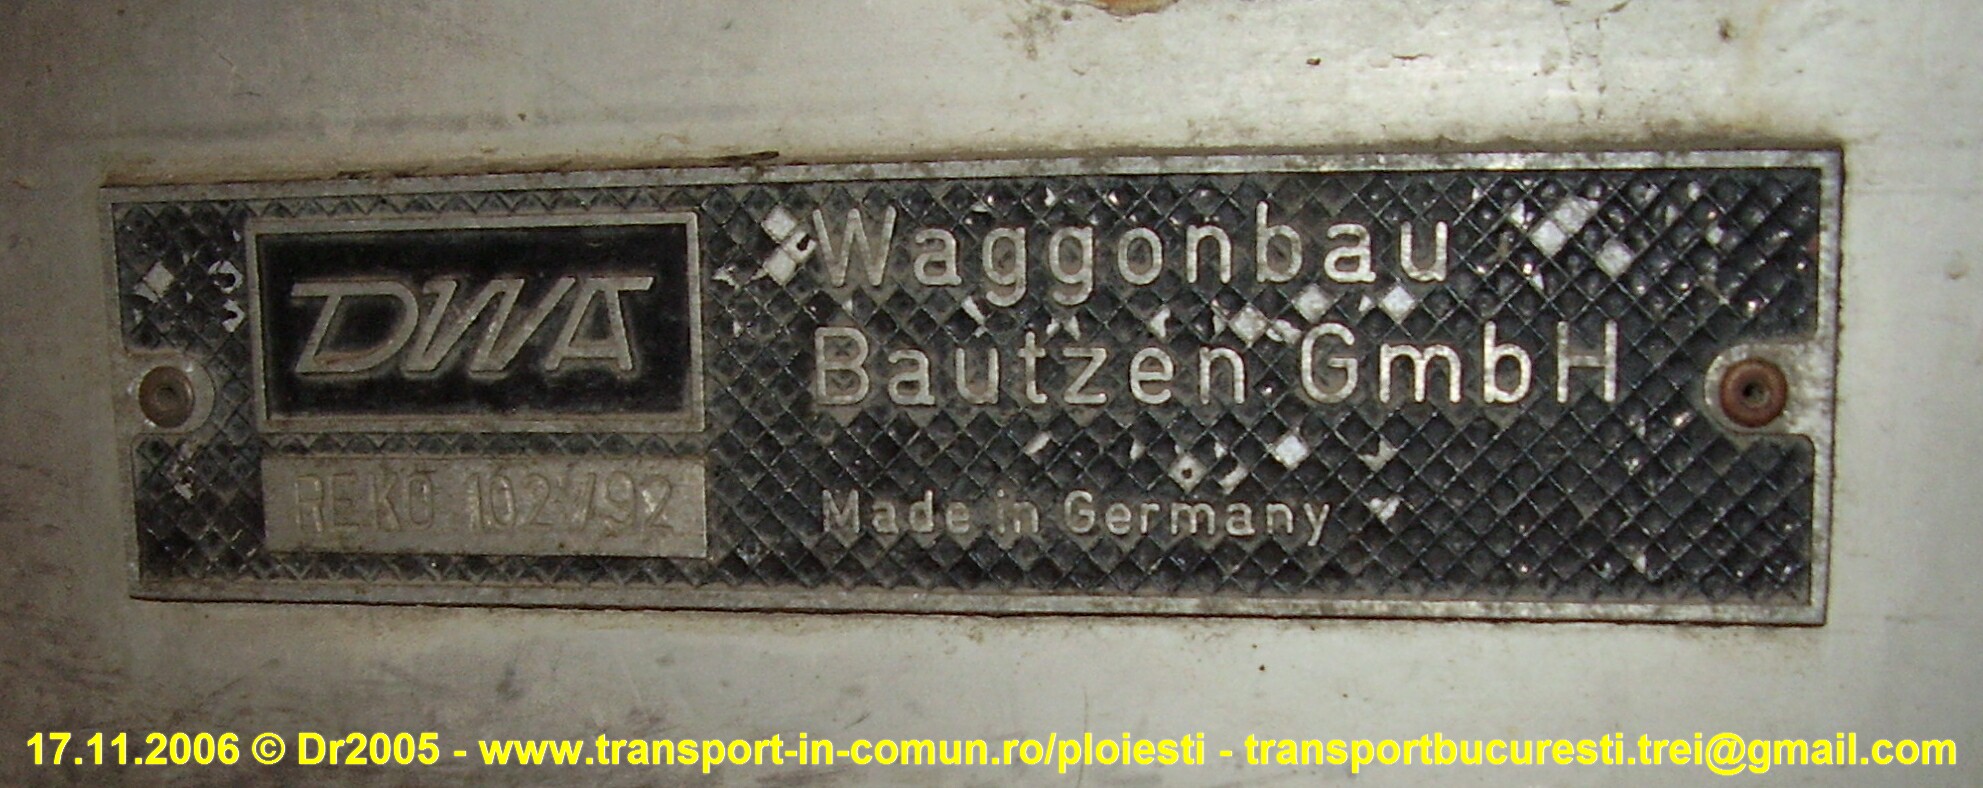 DWA
REKO 102/92
Waggonbau
Bautzen GmbH
Made in Germany
17.11.2006 © Dr2005 - www.transport-in-comun.ro/ploiesti - transportbucuresti.trei@gmail.com